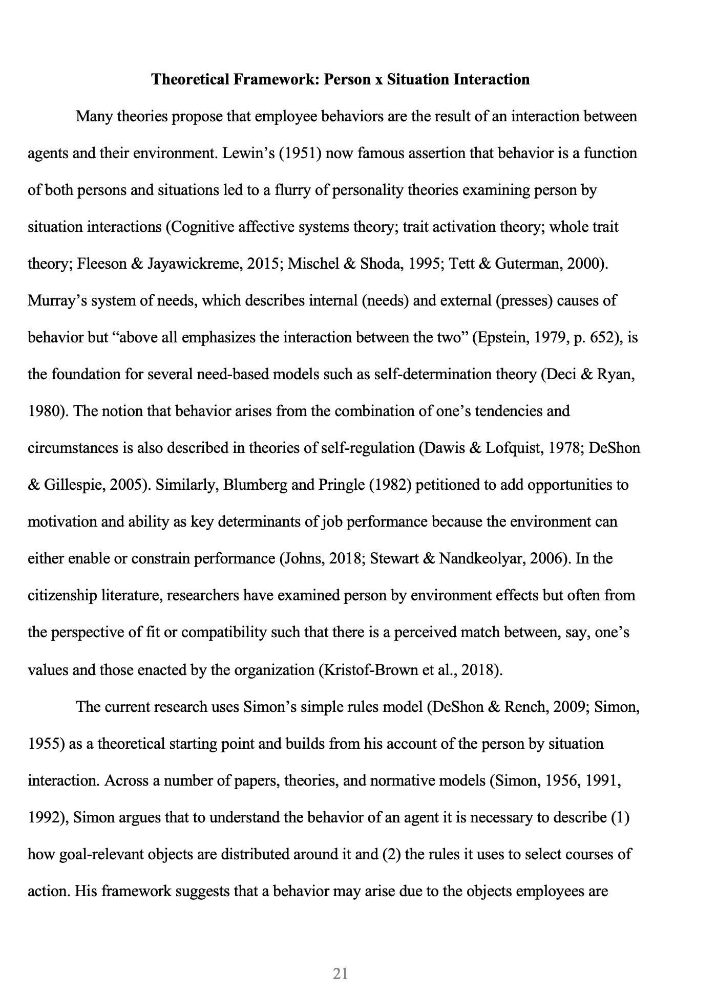 Theoretical Framework: Person x Situation Interaction
Many theories propose that employee behaviors are the result of an interaction between
agents and their environment. Lewin’s (1951) now famous assertion that behavior is a function
of both persons and situations led to a flurry of personality theories examining person by
situation interactions (Cognitive affective systems theory; trait activation theory; whole trait
theory; Fleeson & Jayawickreme, 2015; Mischel & Shoda, 1995; Tett & Guterman, 2000).
Murray’s system of needs, which describes internal (needs) and external (presses) causes of
behavior but “above all emphasizes the interaction between the two” (Epstein, 1979, p. 652), is
the foundation for several need-based models such as self-determination theory (Deci & Ryan,
1980). The notion that behavior arises from the combination of one’s tendencies and
circumstances is also described in theories of self-regulation (Dawis & Lofquist, 1978; DeShon
& Gillespie, 2005). Similarly, Blumberg and Pringle (1982) petitioned to add opportunities to
motivation and ability as key determinants of job performance because the environment can
either enable or constrain performance (Johns, 2018; Stewart & Nandkeolyar, 2006). In the
citizenship literature, researchers have examined person by environment effects but often from
the perspective of fit or compatibility such that there is a perceived match between, say, one’s
values and those enacted by the organization (Kristof-Brown et al., 2018).
The current research uses Simon’s simple rules model (DeShon & Rench, 2009; Simon,
1955) as a theoretical starting point and builds from his account of the person by situation
interaction. Across a number of papers, theories, and normative models (Simon, 1956, 1991,
1992), Simon argues that to understand the behavior of an agent it is necessary to describe (1)
how goal-relevant objects are distributed around it and (2) the rules it uses to select courses of
action. His framework suggests that a behavior may arise due to the objects employees are
21